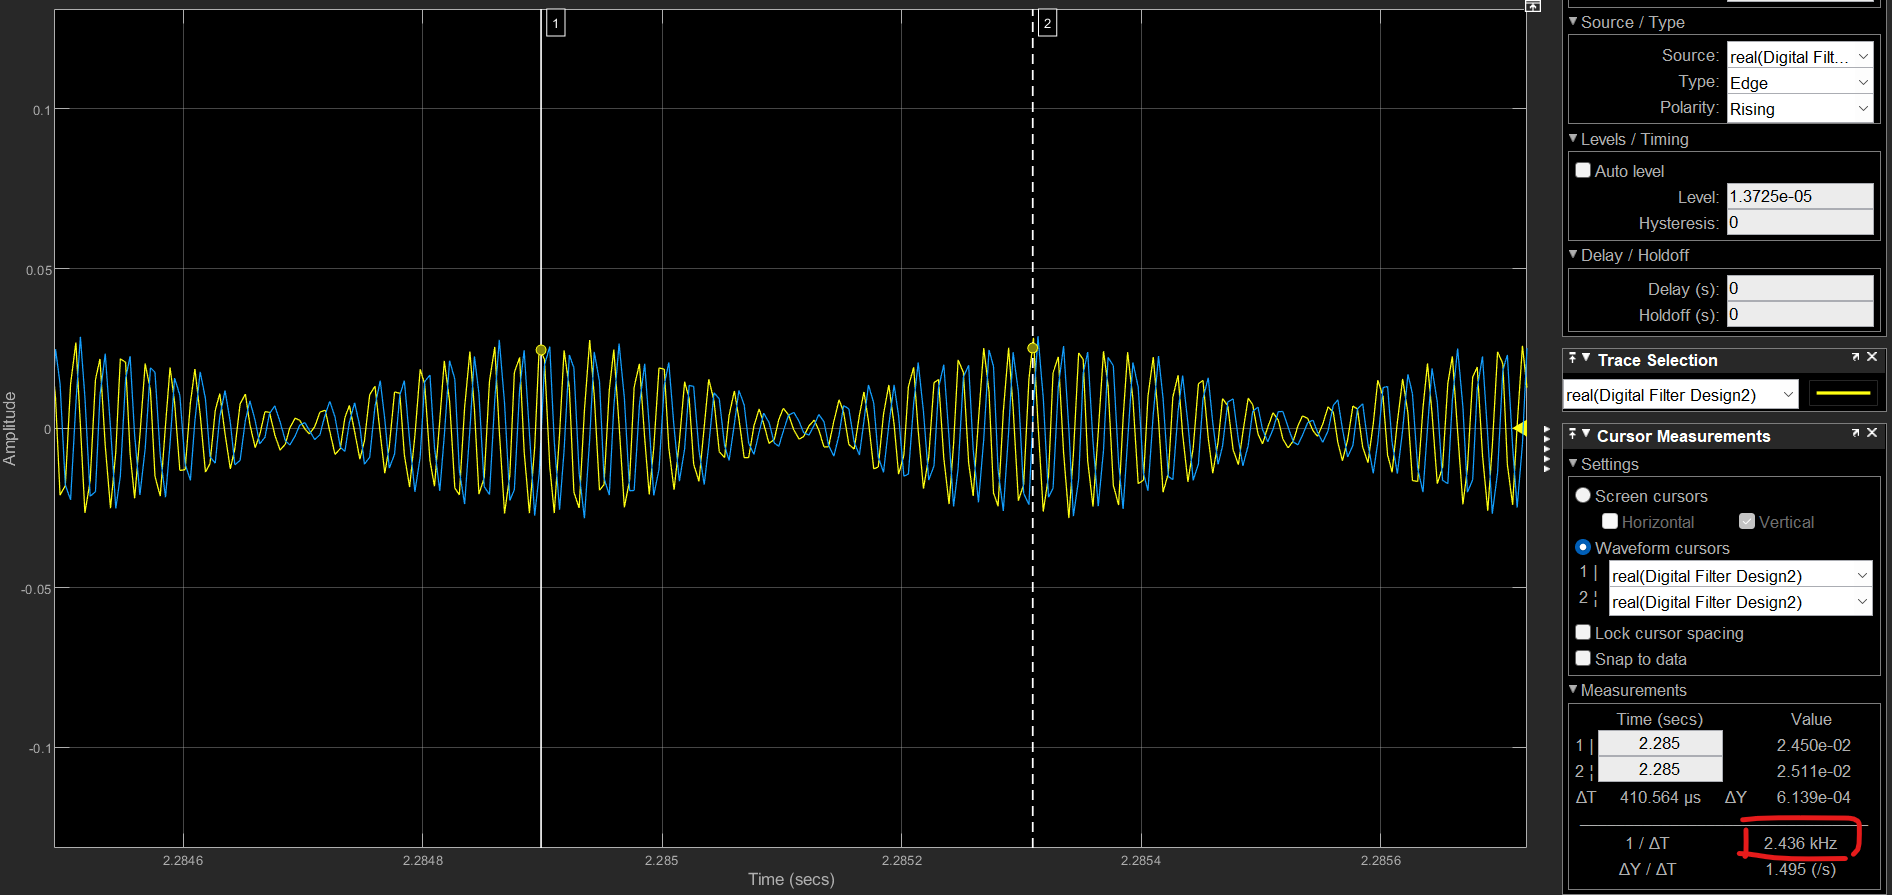 1
2
0.1
0.05
0
-0.05
-0.1
Amplitude
2.2846
2.2848
2.285
2.2852
2.2854
2.2856
Time (secs)
Source / Type
Source: real(Digital Filt...
Type: Edge
Polarity: Rising
Levels / Timing
Auto level
Level: 1.3725e-05
Hysteresis: 0
Delay / Holdoff
Delay (s): 0
Holdoff (s): 0
Trace Selection
real(Digital Filter Design2)
Cursor Measurements
Settings
Screen cursors
Horizontal Vertical
Waveform cursors
1 | real(Digital Filter Design2)
2 ¦ real(Digital Filter Design2)
Lock cursor spacing
Snap to data
Measurements
Time (secs) Value
1 | 2.285 2.450e-02
2 ¦ 2.285 2.511e-02
ΔT 410.564 µs ΔY 6.139e-04
1 / ΔT 2.436 kHz
ΔY / ΔT 1.495 (/s)